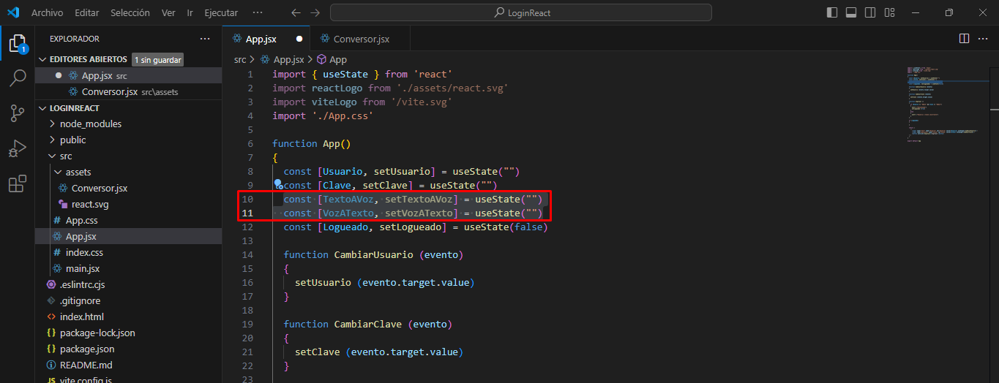 Archivo Editar Selección Ver Ir Ejecutar ··· LoginReact
EXPLORADOR ···
EDITORES ABIERTOS 1 sin guardar
App.jsx src
Conversor.jsx src\assets
LOGINREACT
node_modules
public
src
assets
Conversor.jsx
react.svg
App.css
App.jsx
index.css
main.jsx
.eslintrc.cjs
.gitignore
index.html
package-lock.json
package.json
README.md
vite.config.js
1
App.jsx Conversor.jsx ···
src > App.jsx > App
1 import { useState } from 'react'
2 import reactLogo from './assets/react.svg'
3 import viteLogo from '/vite.svg'
4 import './App.css'
5
6 function App()
7 {
8 const [Usuario, setUsuario] = useState("")
9 const [Clave, setClave] = useState("")
10 const [TextoAVoz, setTextoAVoz] = useState("")
11 const [VozATexto, setVozATexto] = useState("")
12 const [Logueado, setLogueado] = useState(false)
13
14 function CambiarUsuario (evento)
15 {
16 setUsuario (evento.target.value)
17 }
18
19 function CambiarClave (evento)
20 {
21 setClave (evento.target.value)
22 }
23